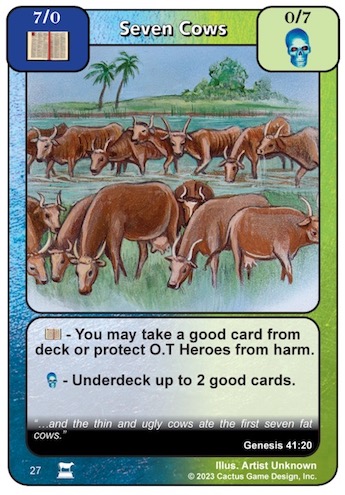 7/0
Seven Cows
0/7
- You may take a good card from
deck or protect O.T Heroes from harm.
- Underdeck up to 2 good cards.
"…and the thin and ugly cows ate the first seven fat
cows."
Genesis 41:20
27
Illus. Artist Unknown
© 2023 Cactus Game Design, Inc.